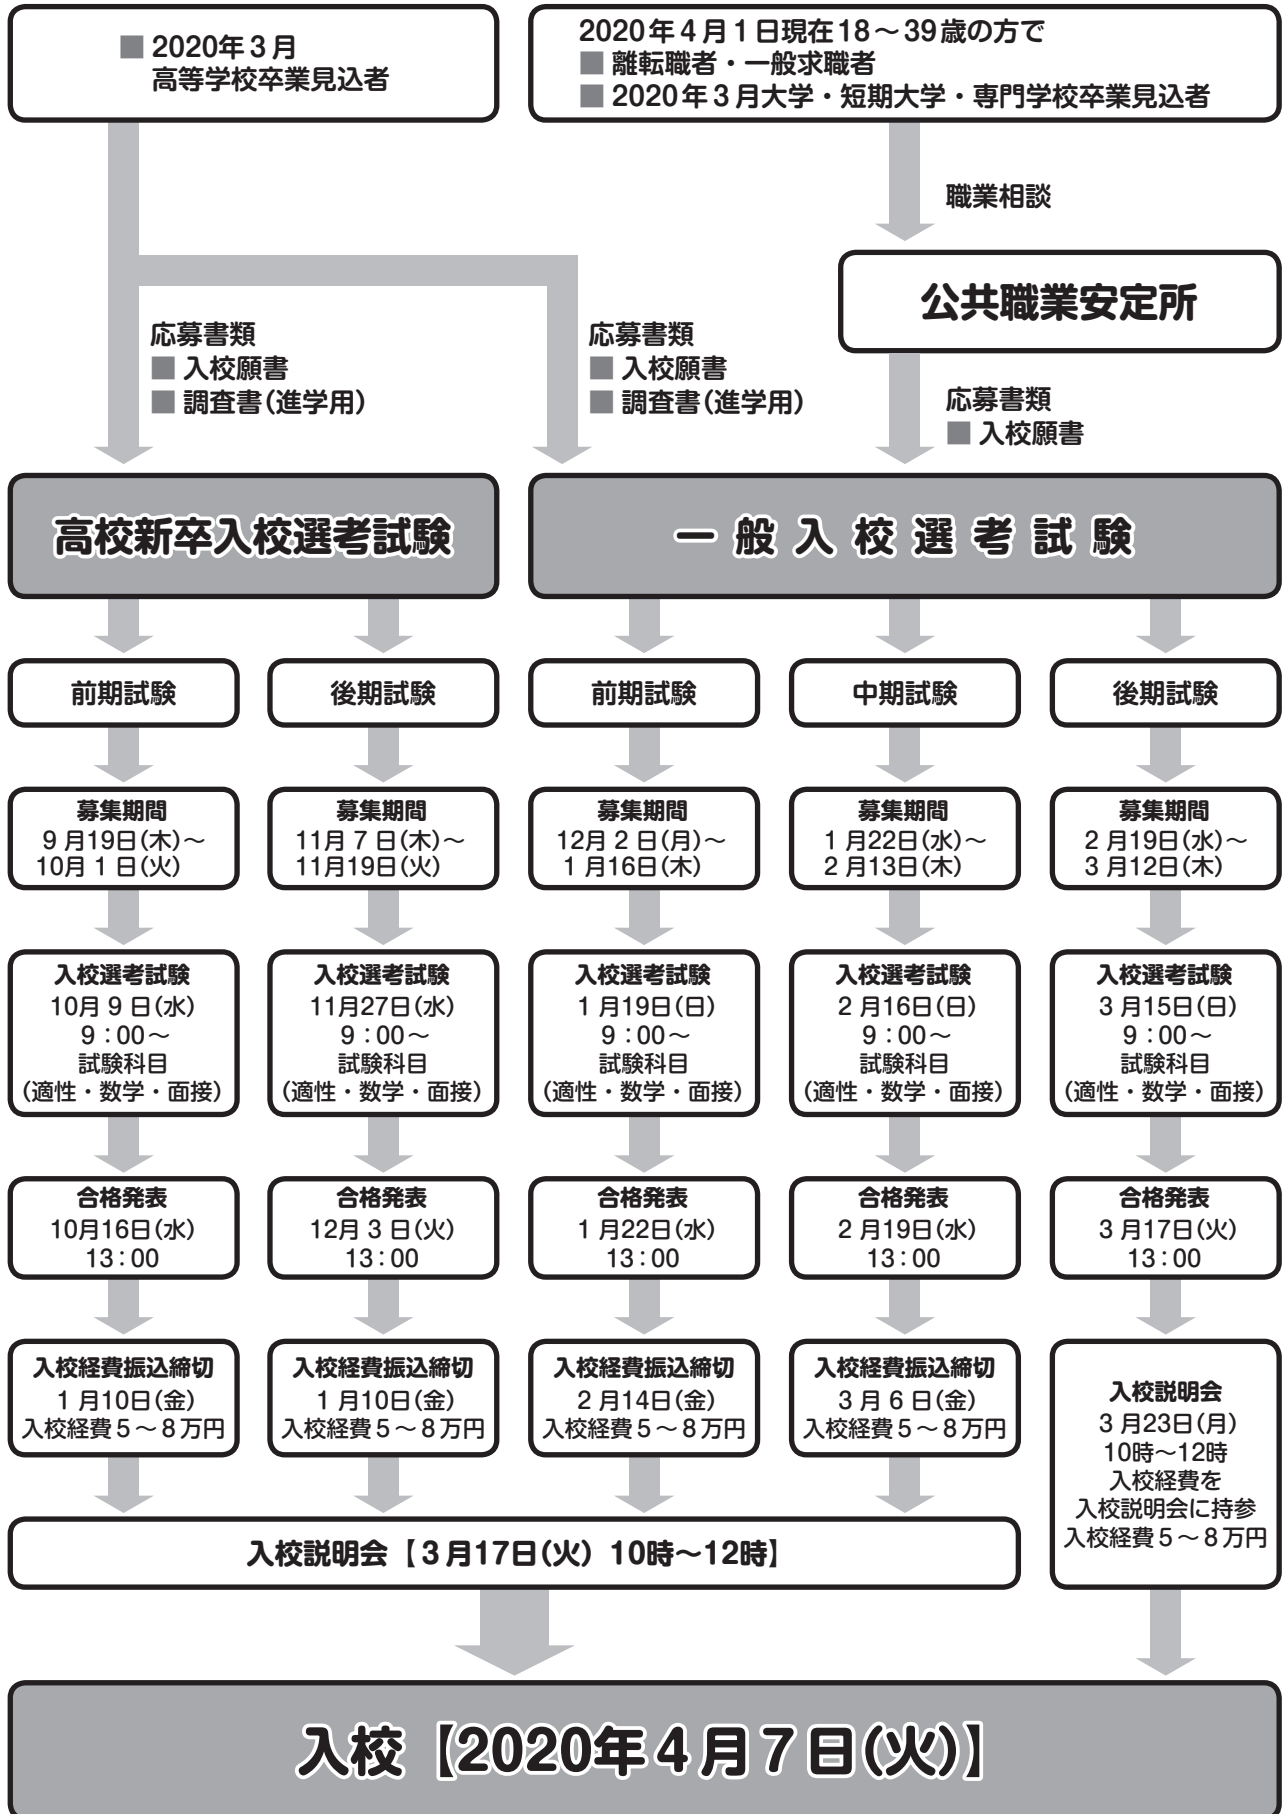 ■ 2020年3月
高等学校卒業見込者
2020年4月1日現在18～39歳の方で
■ 離転職者・一般求職者
■ 2020年3月大学・短期大学・専門学校卒業見込者
職業相談
公共職業安定所
応募書類
■ 入校願書
■ 調査書(進学用)
応募書類
■ 入校願書
■ 調査書(進学用)
応募書類
■ 入校願書
高校新卒入校選考試験
一般入校選考試験
前期試験
後期試験
前期試験
中期試験
後期試験
募集期間
9月19日(木)～
10月1日(火)
募集期間
11月7日(木)～
11月19日(火)
募集期間
12月2日(月)～
1月16日(木)
募集期間
1月22日(水)～
2月13日(木)
募集期間
2月19日(水)～
3月12日(木)
入校選考試験
10月9日(水)
9：00～
試験科目
(適性・数学・面接)
入校選考試験
11月27日(水)
9：00～
試験科目
(適性・数学・面接)
入校選考試験
1月19日(日)
9：00～
試験科目
(適性・数学・面接)
入校選考試験
2月16日(日)
9：00～
試験科目
(適性・数学・面接)
入校選考試験
3月15日(日)
9：00～
試験科目
(適性・数学・面接)
合格発表
10月16日(水)
13：00
合格発表
12月3日(火)
13：00
合格発表
1月22日(水)
13：00
合格発表
2月19日(水)
13：00
合格発表
3月17日(火)
13：00
入校経費振込締切
1月10日(金)
入校経費5～8万円
入校経費振込締切
1月10日(金)
入校経費5～8万円
入校経費振込締切
2月14日(金)
入校経費5～8万円
入校経費振込締切
3月6日(金)
入校経費5～8万円
入校説明会
3月23日(月)
10時～12時
入校経費を
入校説明会に持参
入校経費5～8万円
入校説明会【3月17日(火) 10時～12時】
入校【2020年4月7日(火)】